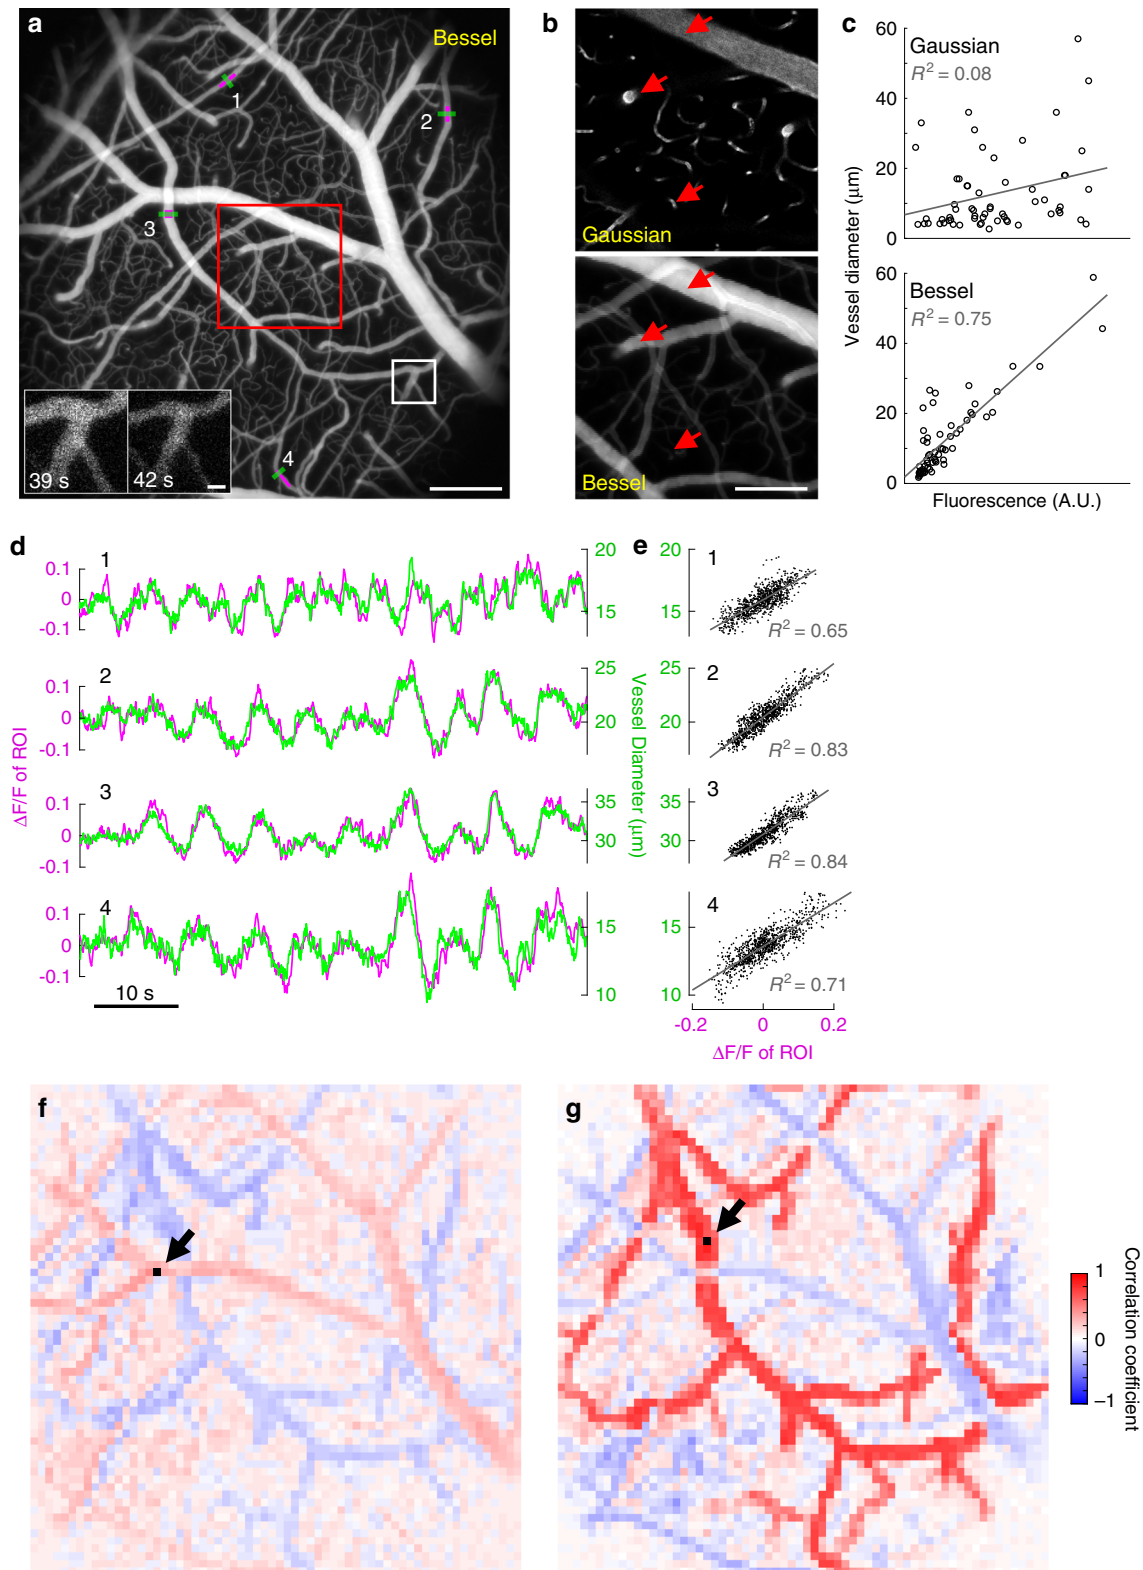 a
Bessel
1
2
3
4
39 s
42 s
b
Gaussian
Bessel
c
Gaussian
R² = 0.08
60
40
20
0
Bessel
R² = 0.75
60
40
20
0
Vessel diameter (µm)
Fluorescence (A.U.)
d
ΔF/F of ROI
1
0.1
0
-0.1
20
15
2
0.1
0
-0.1
25
20
3
0.1
0
-0.1
35
30
4
0.1
0
-0.1
15
10
10 s
Vessel Diameter (µm)
e
1
20
15
R² = 0.65
2
25
20
R² = 0.83
3
35
30
R² = 0.84
4
15
10
R² = 0.71
-0.2
0
0.2
ΔF/F of ROI
f
g
1
0
−1
Correlation coefficient